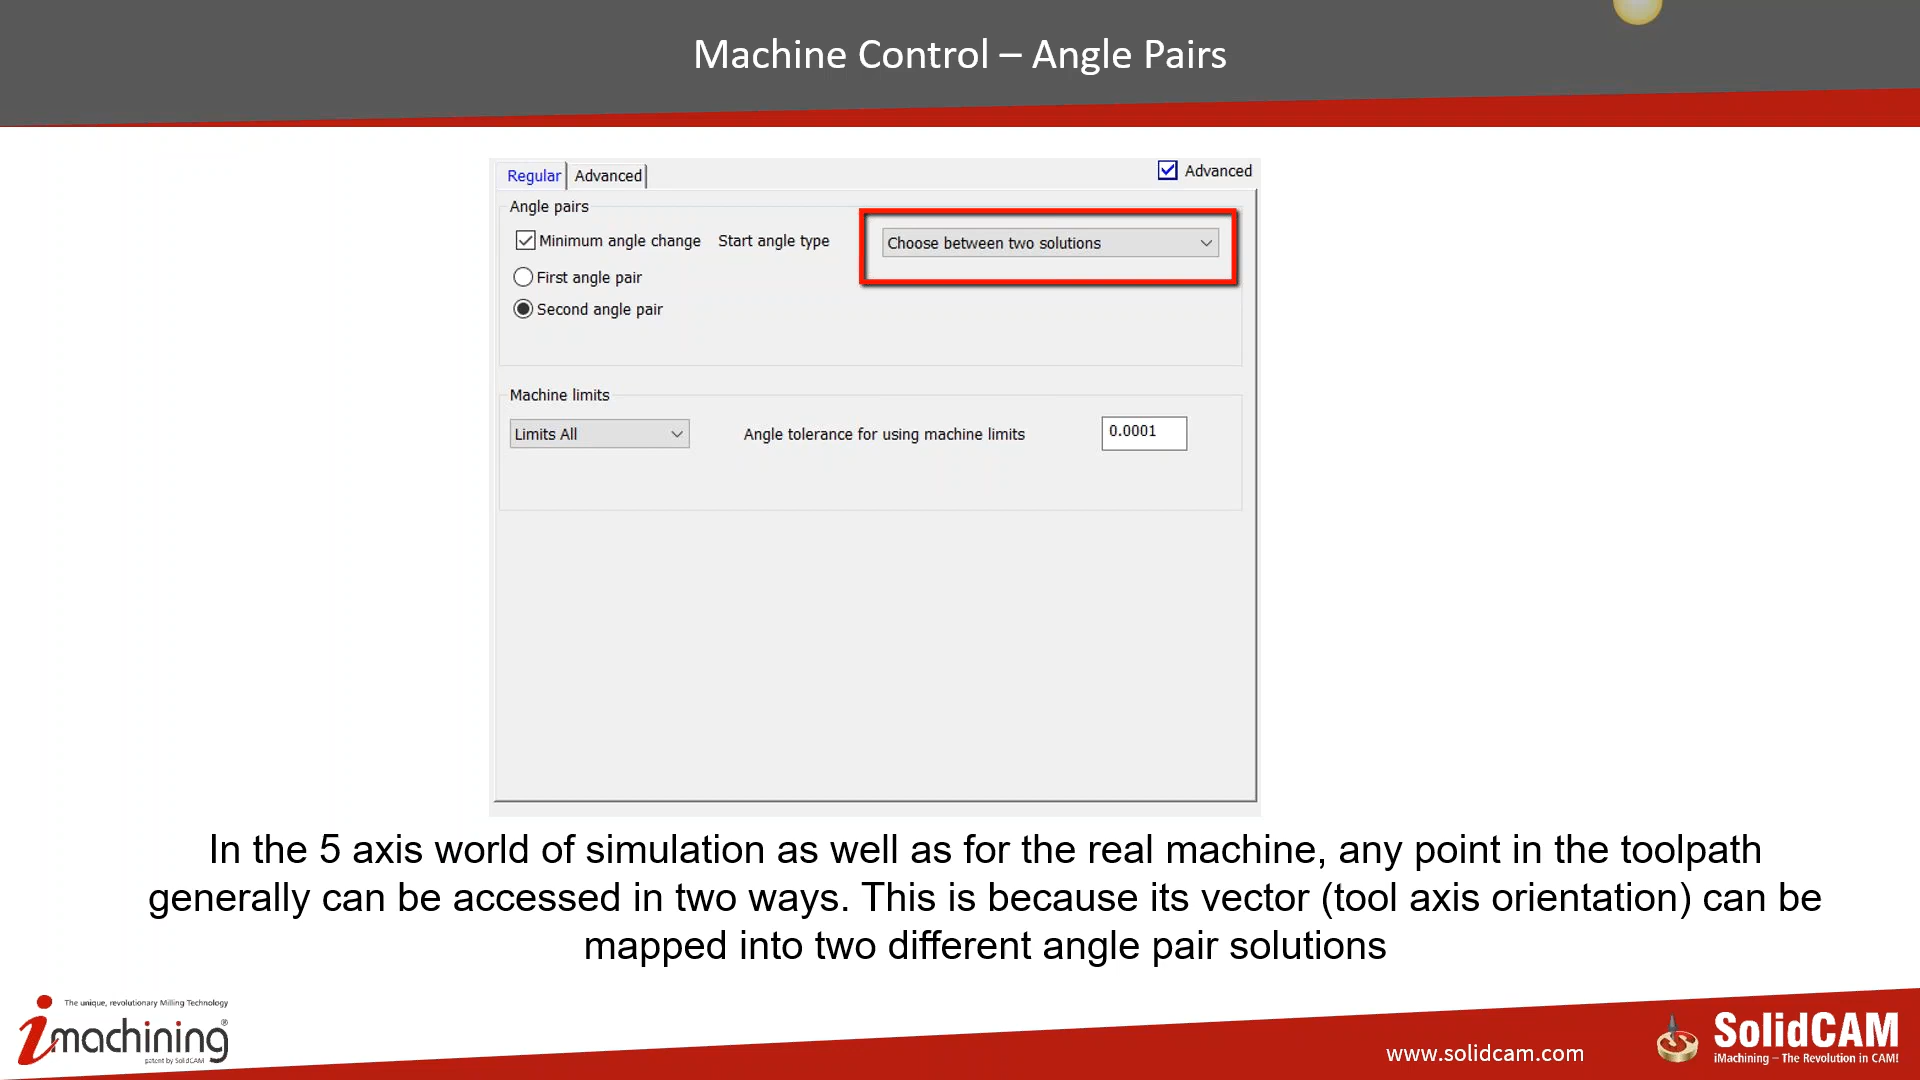 Machine Control – Angle Pairs
Regular Advanced
Advanced
Angle pairs
Minimum angle change Start angle type Choose between two solutions
First angle pair
Second angle pair
Machine limits
Limits All Angle tolerance for using machine limits 0.0001
In the 5 axis world of simulation as well as for the real machine, any point in the toolpath
generally can be accessed in two ways. This is because its vector (tool axis orientation) can be
mapped into two different angle pair solutions
The unique, revolutionary Milling Technology
imachining®
patent by SolidCAM
www.solidcam.com
SolidCAM
iMachining – The Revolution in CAM!